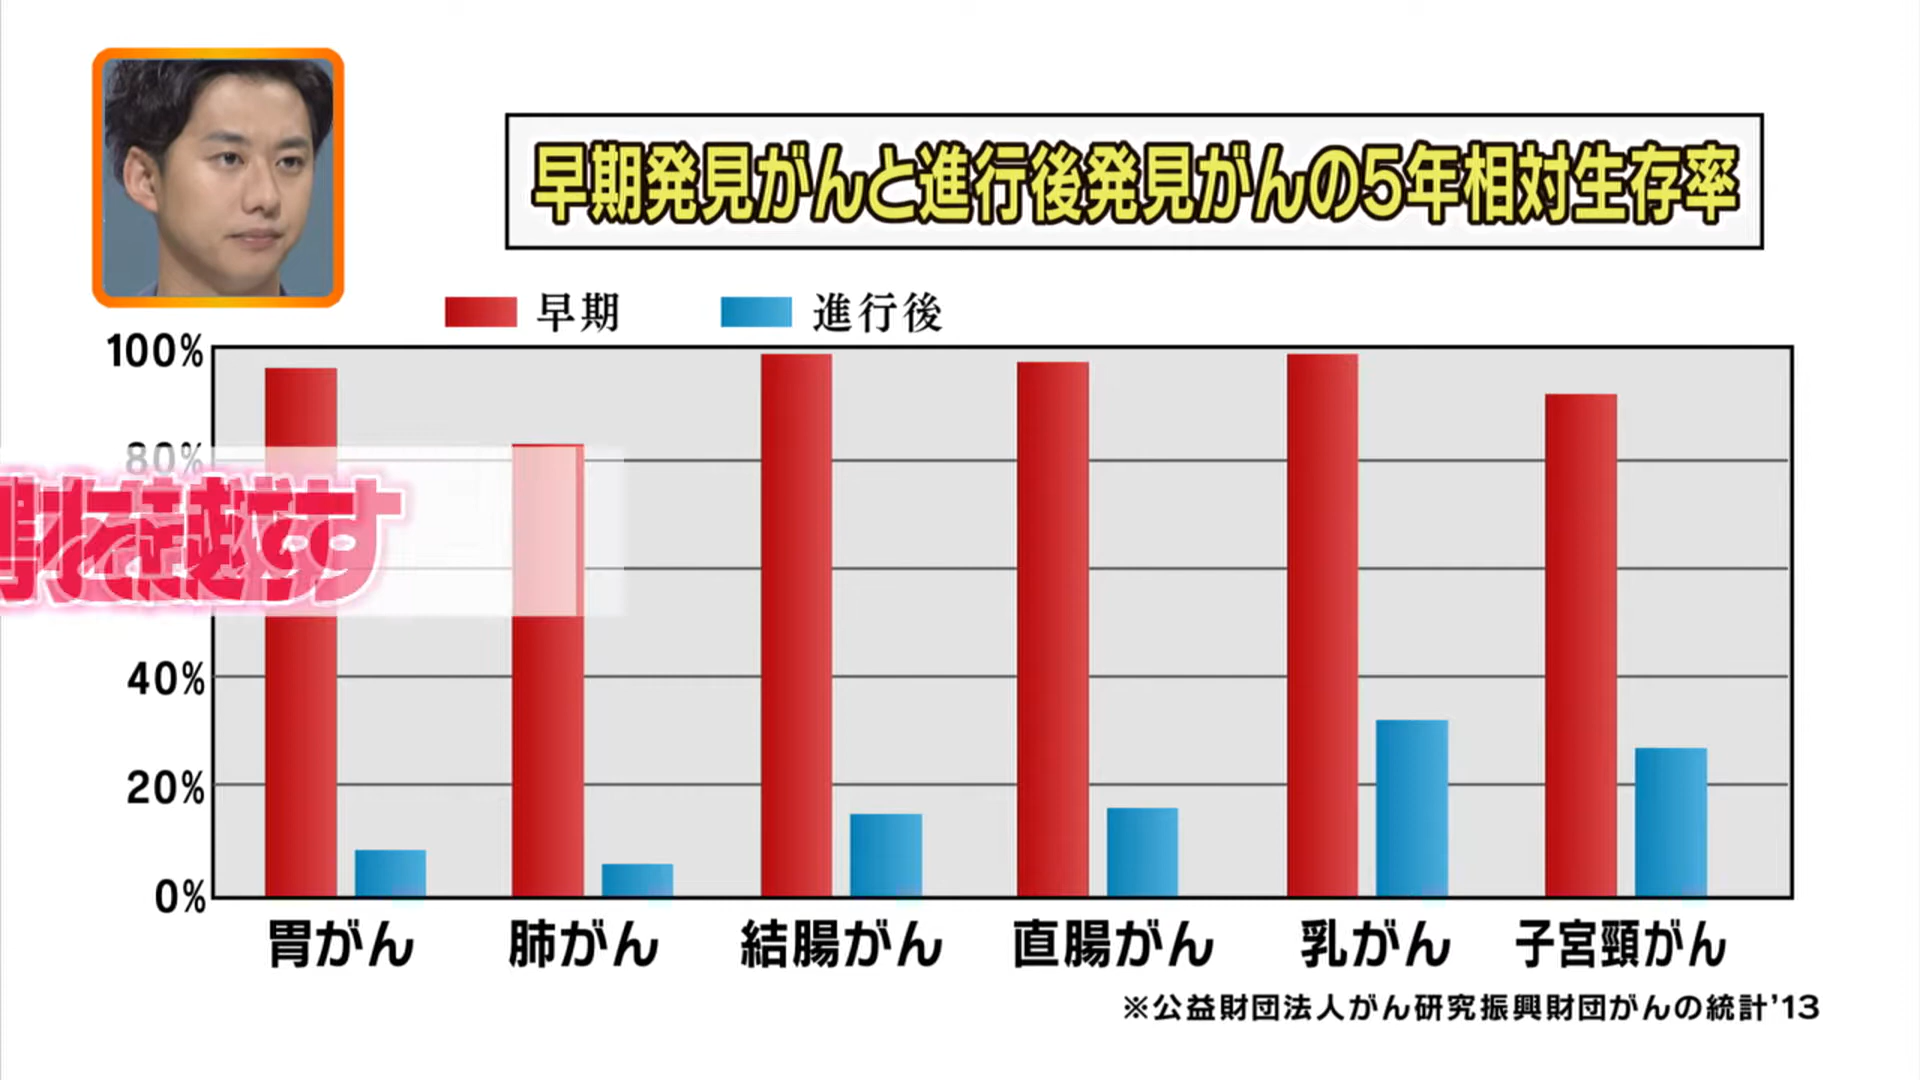 早期発見がんと進行後発見がんの5年相対生存率
早期 進行後
100%
80%
40%
20%
0%
胃がん 肺がん 結腸がん 直腸がん 乳がん 子宮頸がん
※公益財団法人がん研究振興財団がんの統計'13